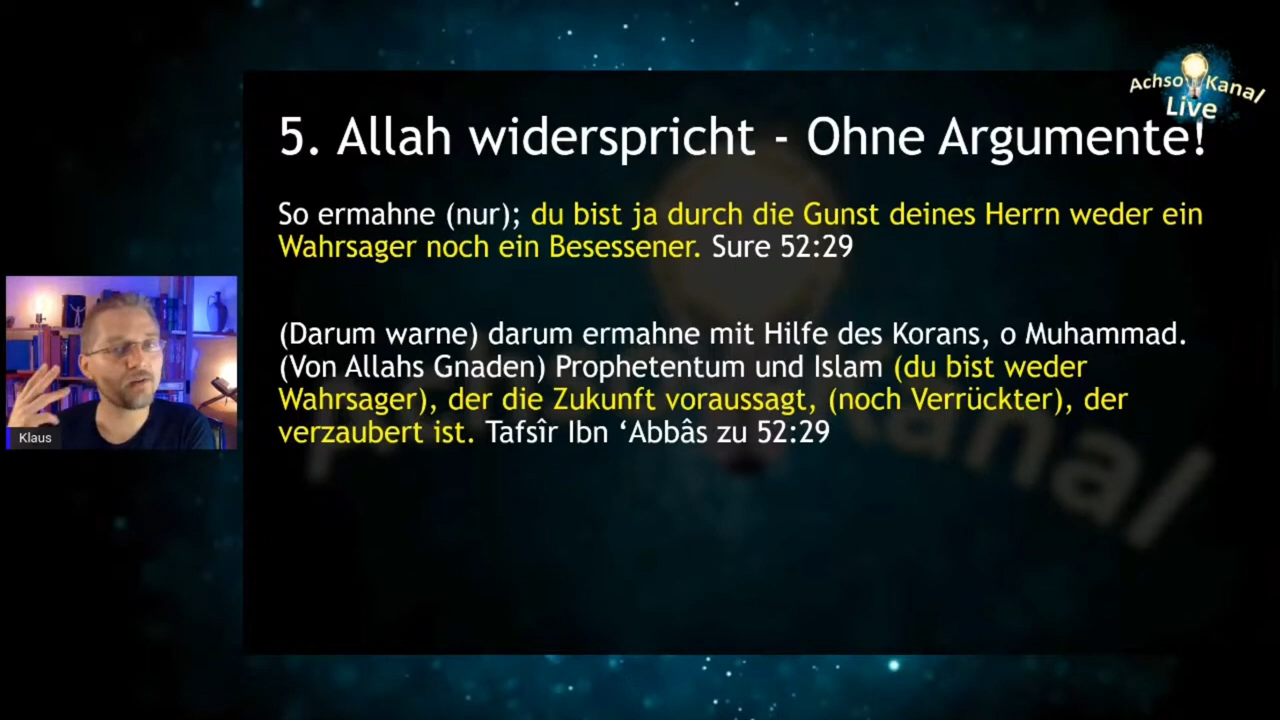 Achso Kanal
Live
5. Allah widerspricht - Ohne Argumente!
So ermahne (nur); du bist ja durch die Gunst deines Herrn weder ein
Wahrsager noch ein Besessener. Sure 52:29
(Darum warne) darum ermahne mit Hilfe des Korans, o Muhammad.
(Von Allahs Gnaden) Prophetentum und Islam (du bist weder
Wahrsager), der die Zukunft voraussagt, (noch Verrückter), der
verzaubert ist. Tafsîr Ibn ‘Abbâs zu 52:29
Klaus